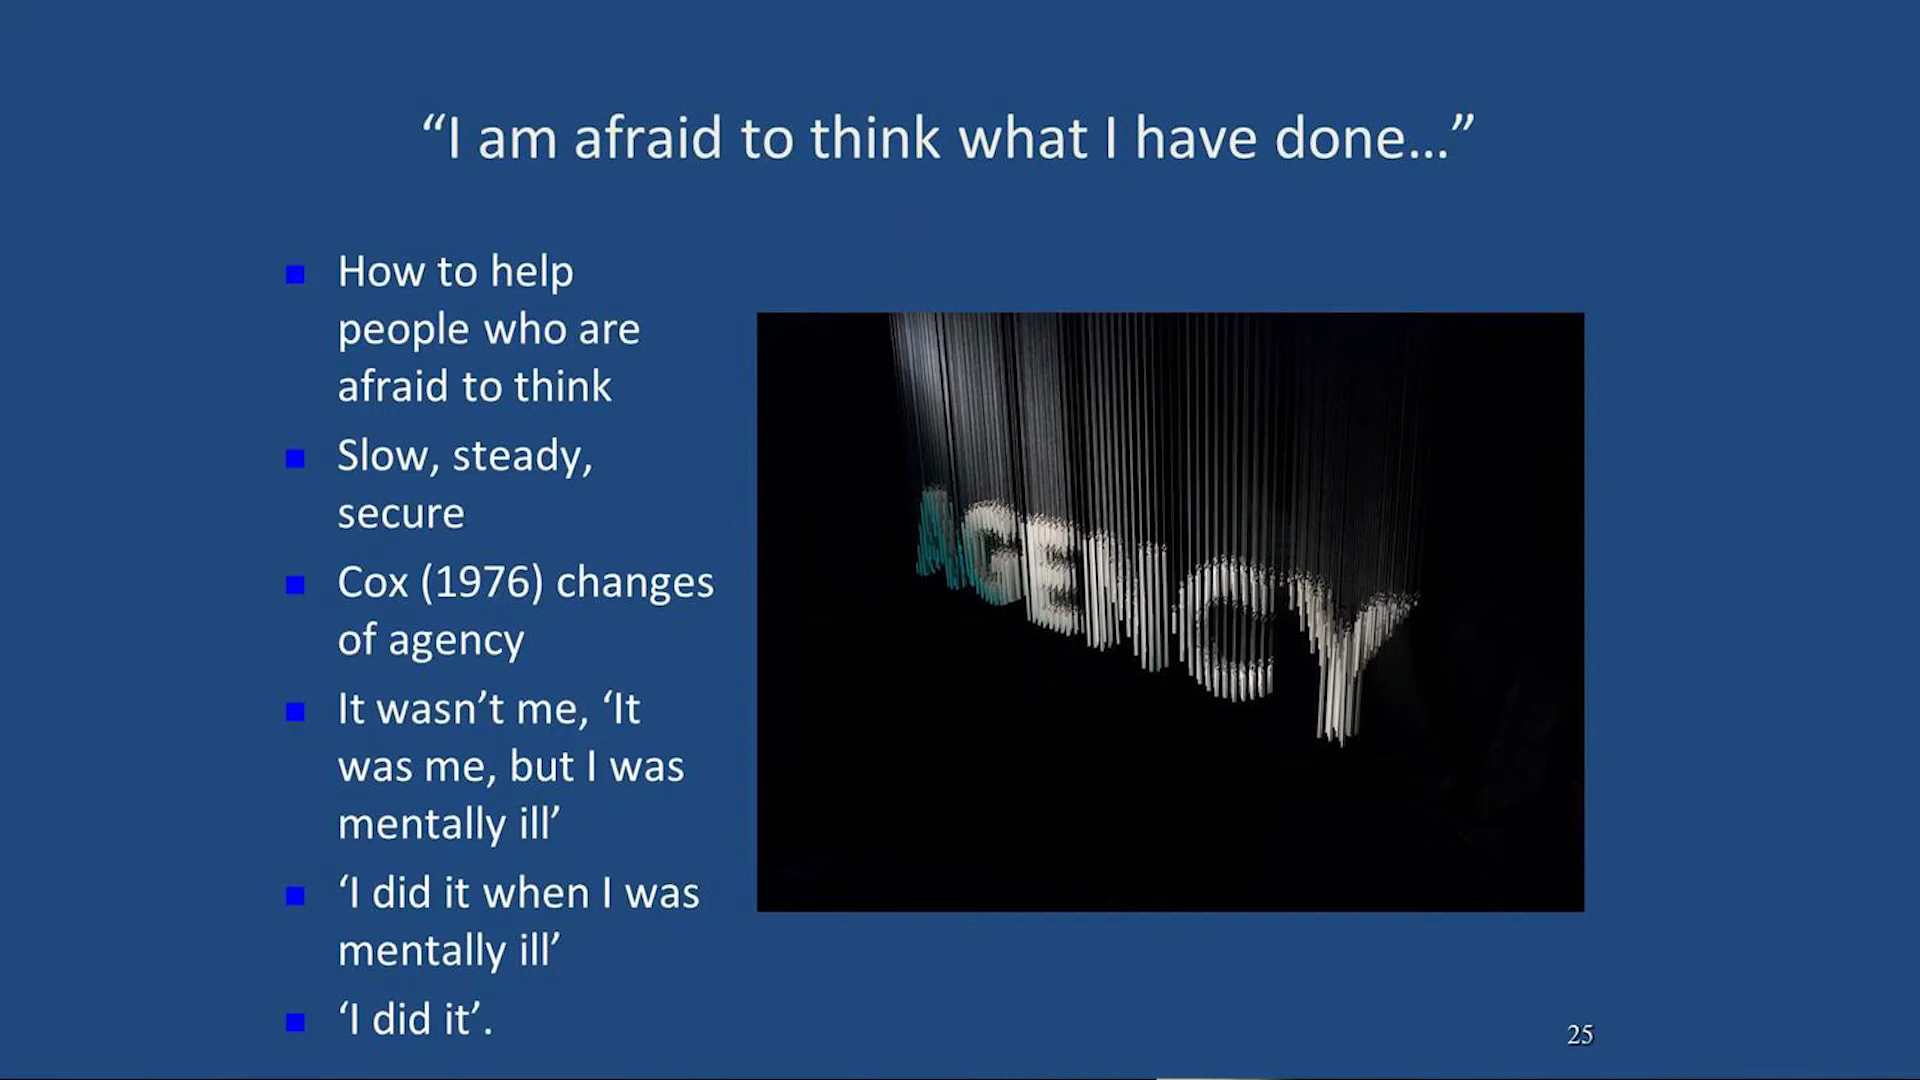 “I am afraid to think what I have done...”
How to help
people who are
afraid to think
Slow, steady,
secure
Cox (1976) changes
of agency
It wasn’t me, ‘It
was me, but I was
mentally ill’
‘I did it when I was
mentally ill’
‘I did it’.
AGENCY
25